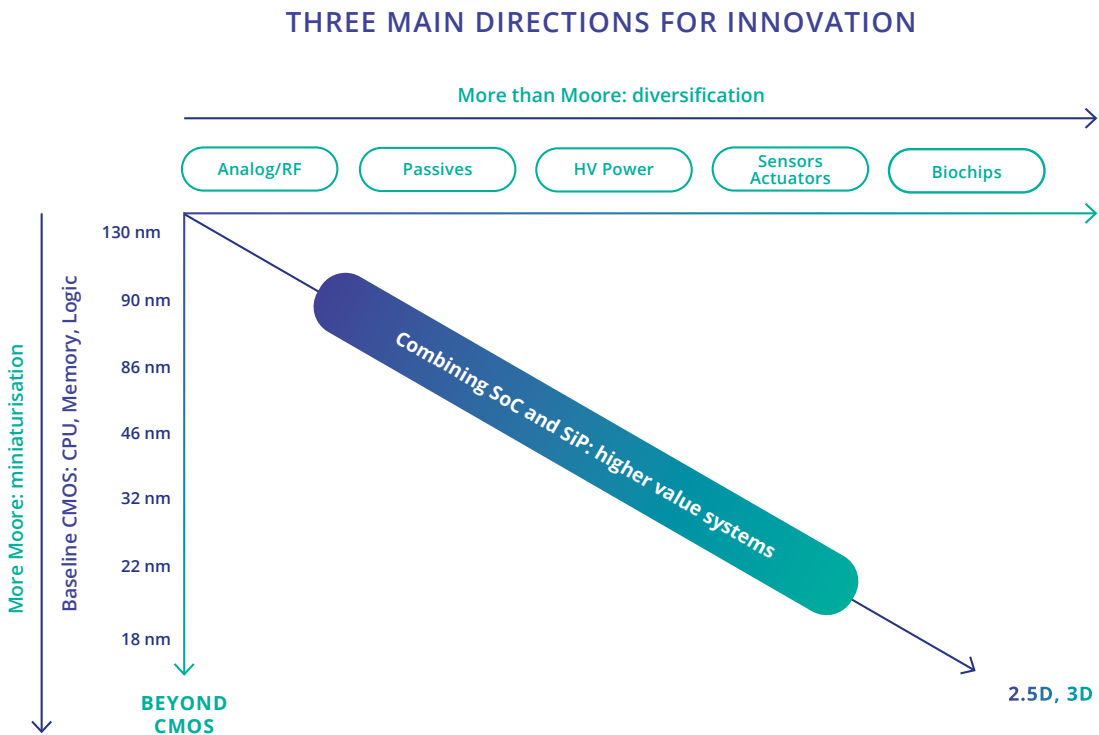 THREE MAIN DIRECTIONS FOR INNOVATION
More than Moore: diversification
Analog/RF
Passives
HV Power
Sensors
Actuators
Biochips
More Moore: miniaturisation
Baseline CMOS: CPU, Memory, Logic
130 nm
90 nm
86 nm
46 nm
32 nm
22 nm
18 nm
Combining SoC and SiP: higher value systems
BEYOND
CMOS
2.5D, 3D